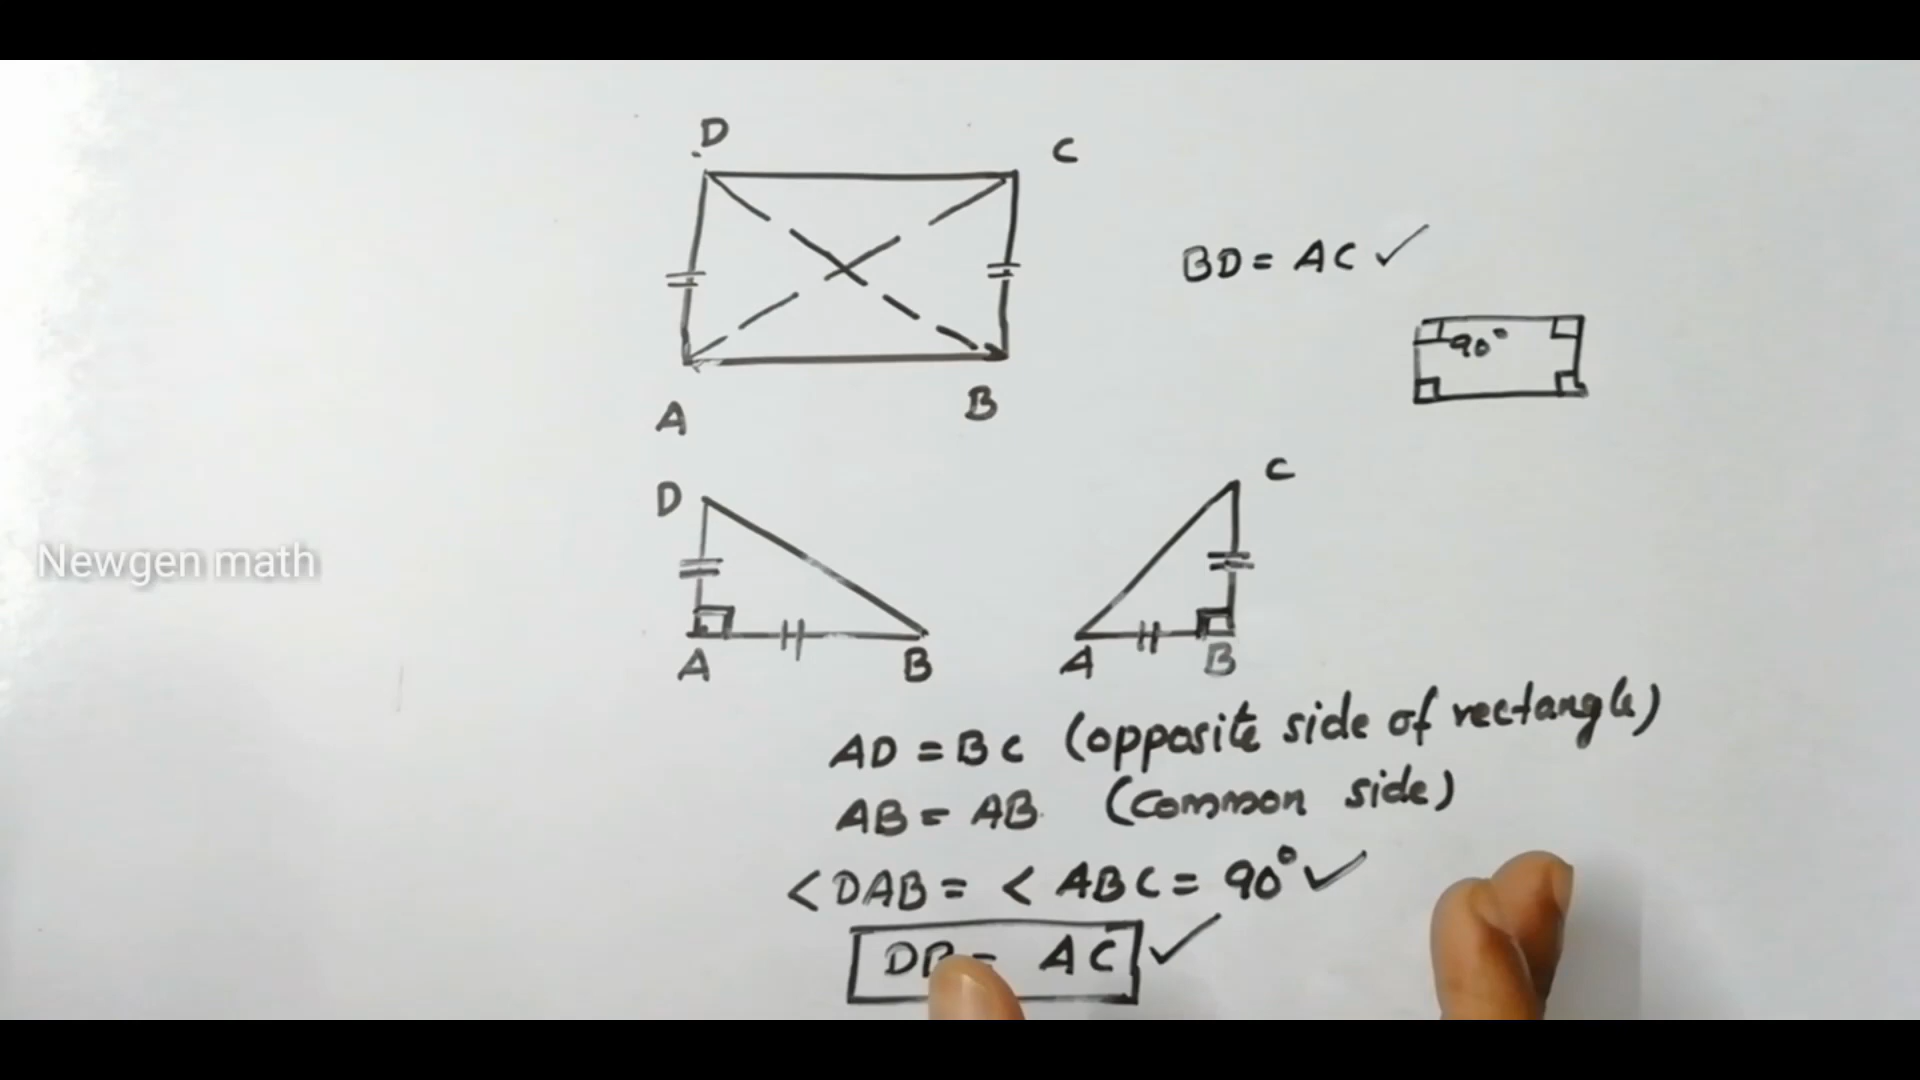 D
C
BD = AC ✓
90°
A
B
D
C
Newgen math
A
B
A
B
AD = BC (opposite side of rectangle)
AB = AB (Common side)
< DAB = < ABC = 90° ✓
DB = AC ✓